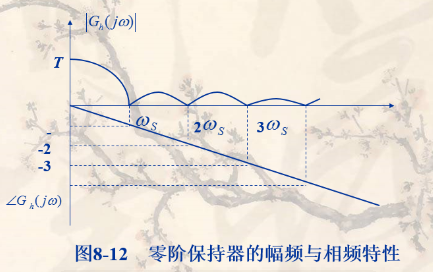 |G_h(jω)|
T
ω_S
2ω_S
3ω_S
-
-2
-3
∠G_h(jω)
图8-12 零阶保持器的幅频与相频特性